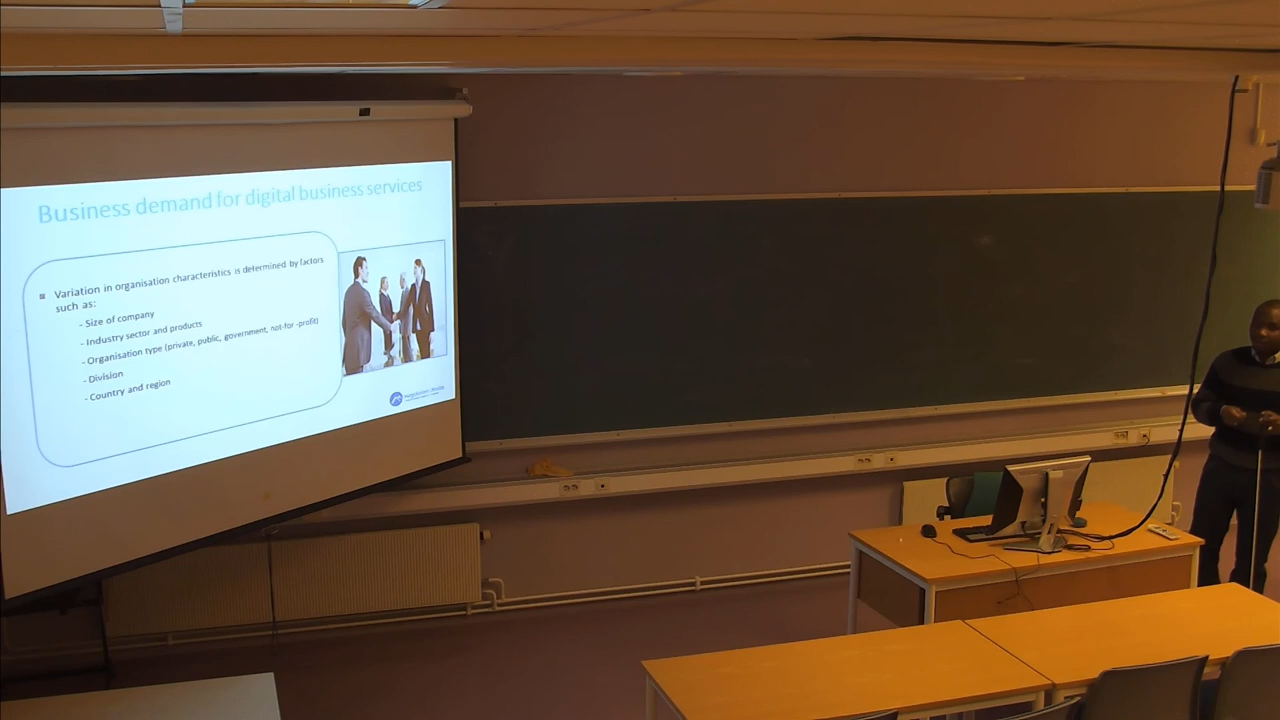 Business demand for digital business services
Variation in organisation characteristics is determined by factors
such as:
- Size of company
- Industry sector and products
- Organisation type (private, public, government, not-for -profit)
- Division
- Country and region